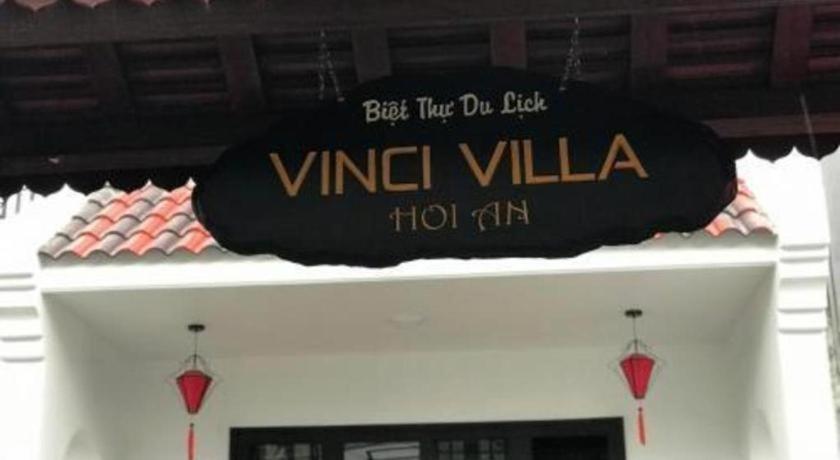 Biệt Thự Du Lịch
VINCI VILLA
HOI AN